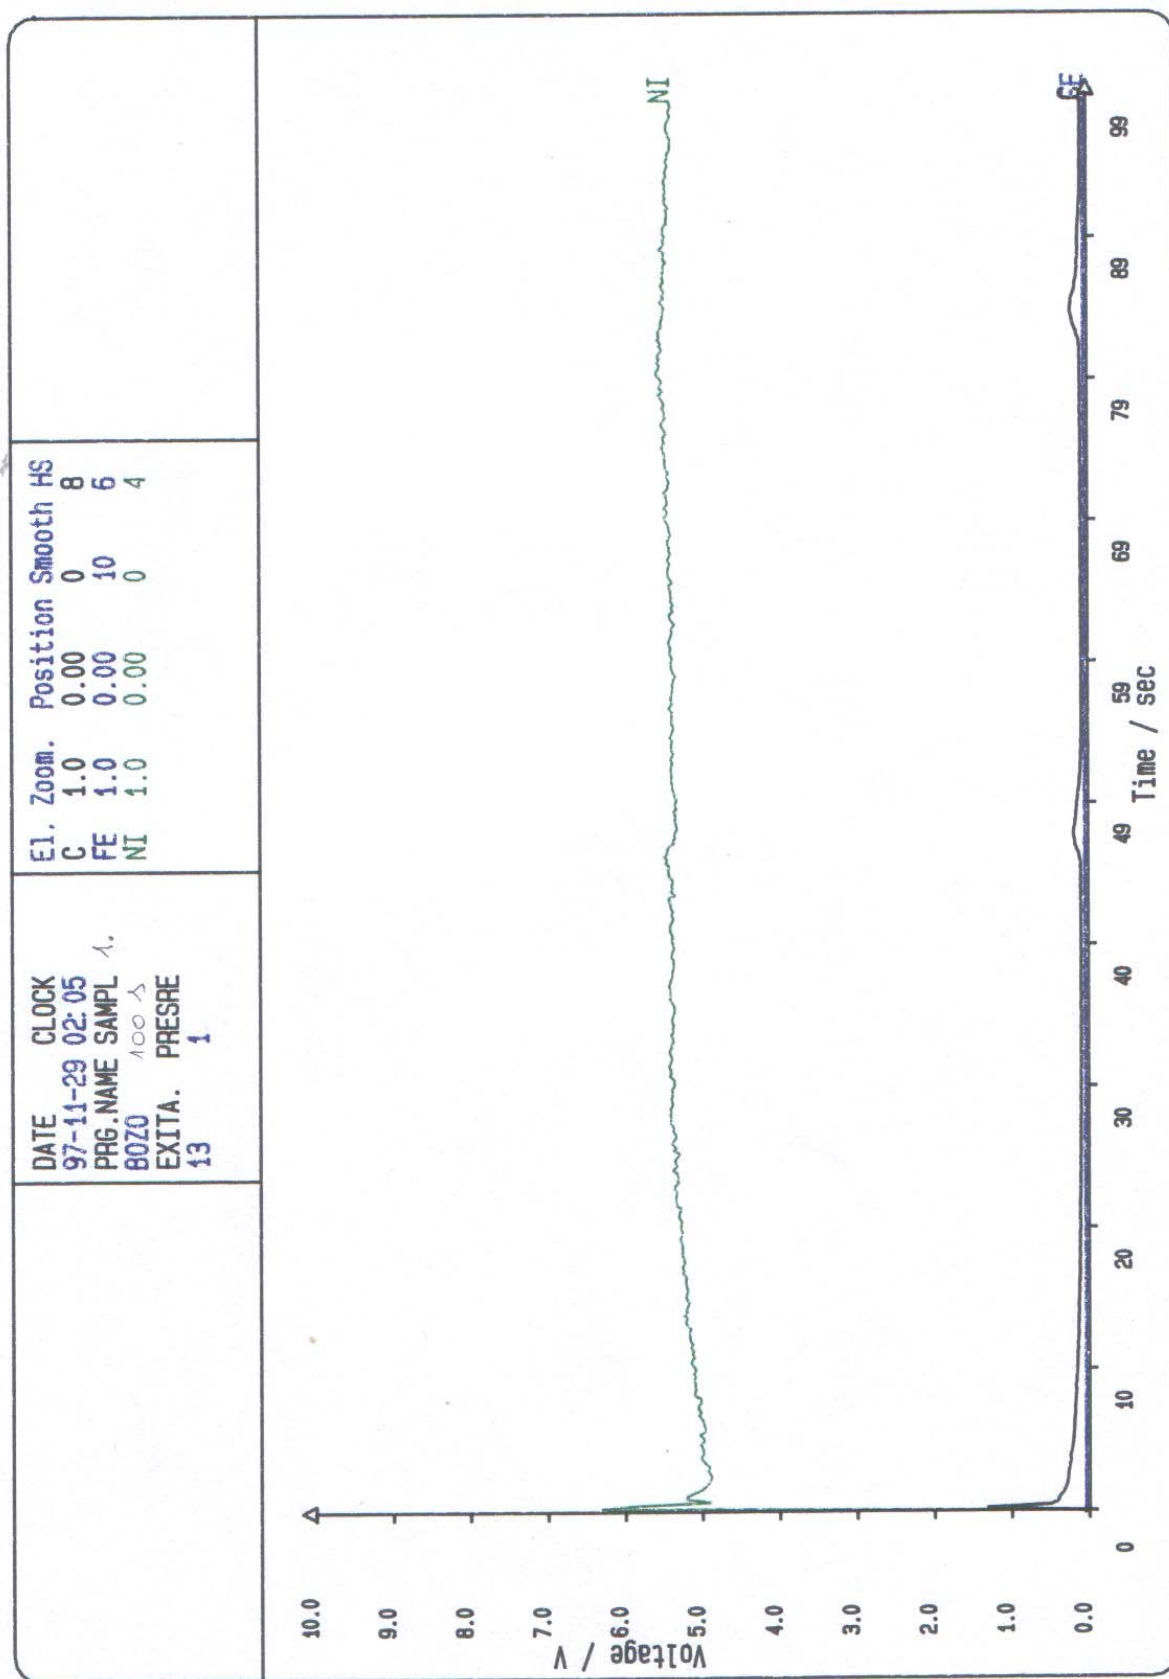 DATE CLOCK
97-11-29 02:05
PRG.NAME SAMPL 1.
BOZO 100 s
EXITA. PRESRE
13 1
El. Zoom. Position Smooth HS
C 1.0 0.00 0 8
FE 1.0 0.00 10 6
NI 1.0 0.00 0 4
10.0
9.0
8.0
7.0
6.0
5.0
4.0
3.0
2.0
1.0
0.0
Voltage / V
NI
0 10 20 30 40 49 59 69 79 89 99
Time / sec